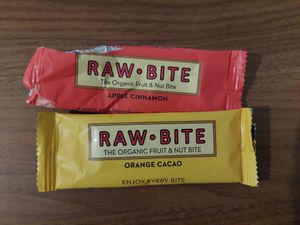 RAW•BITE
The Organic Fruit & Nut Bite
APPLE CINNAMON
RAW•BITE
THE ORGANIC FRUIT & NUT BITE
ORANGE CACAO
ENJOY EVERY BITE